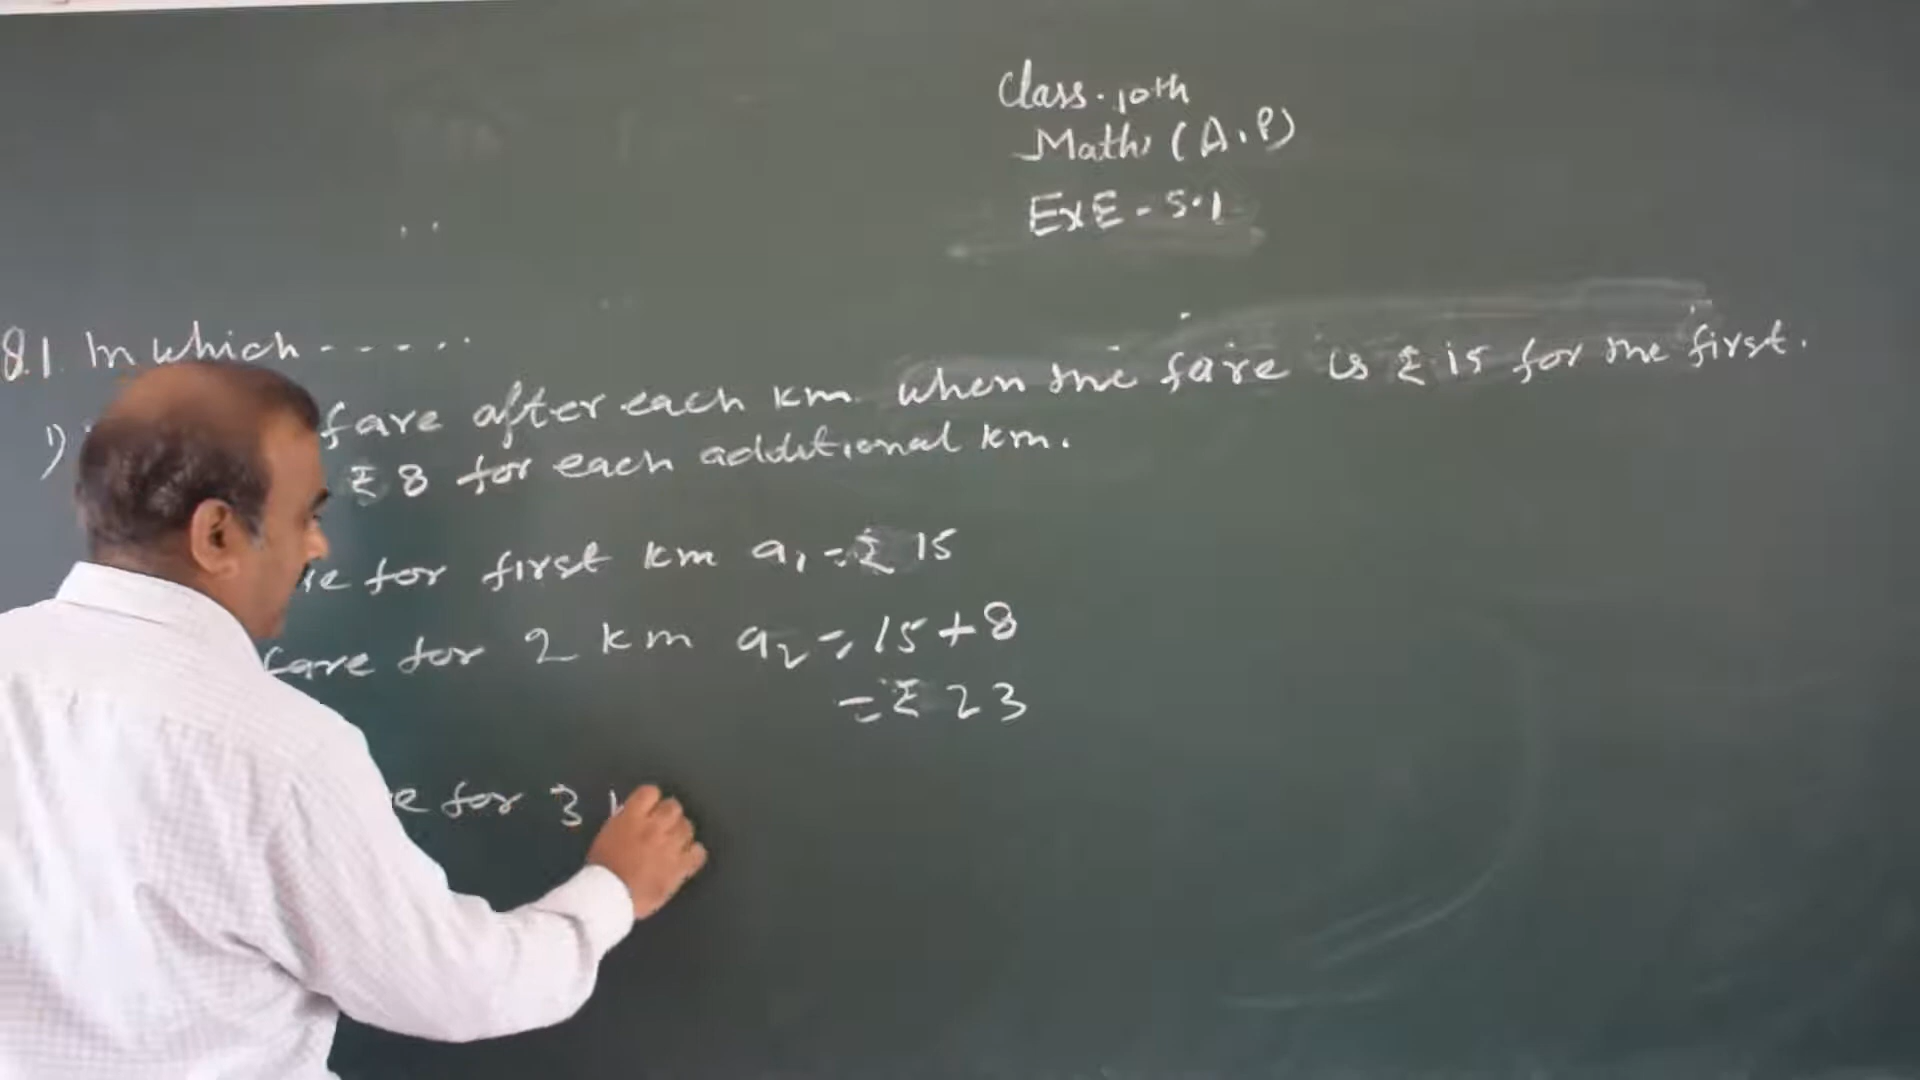 Class. 10th
Maths (A.P)
EXE - 5.1
Q.1. In which - - - - -
1) fare after each km. when the faire is ₹ 15 for the first.
₹ 8 for each additional km.
re for first km a₁ = ₹ 15
fare for 2 km a₂ = 15 + 8
= ₹ 23
e for 3 k